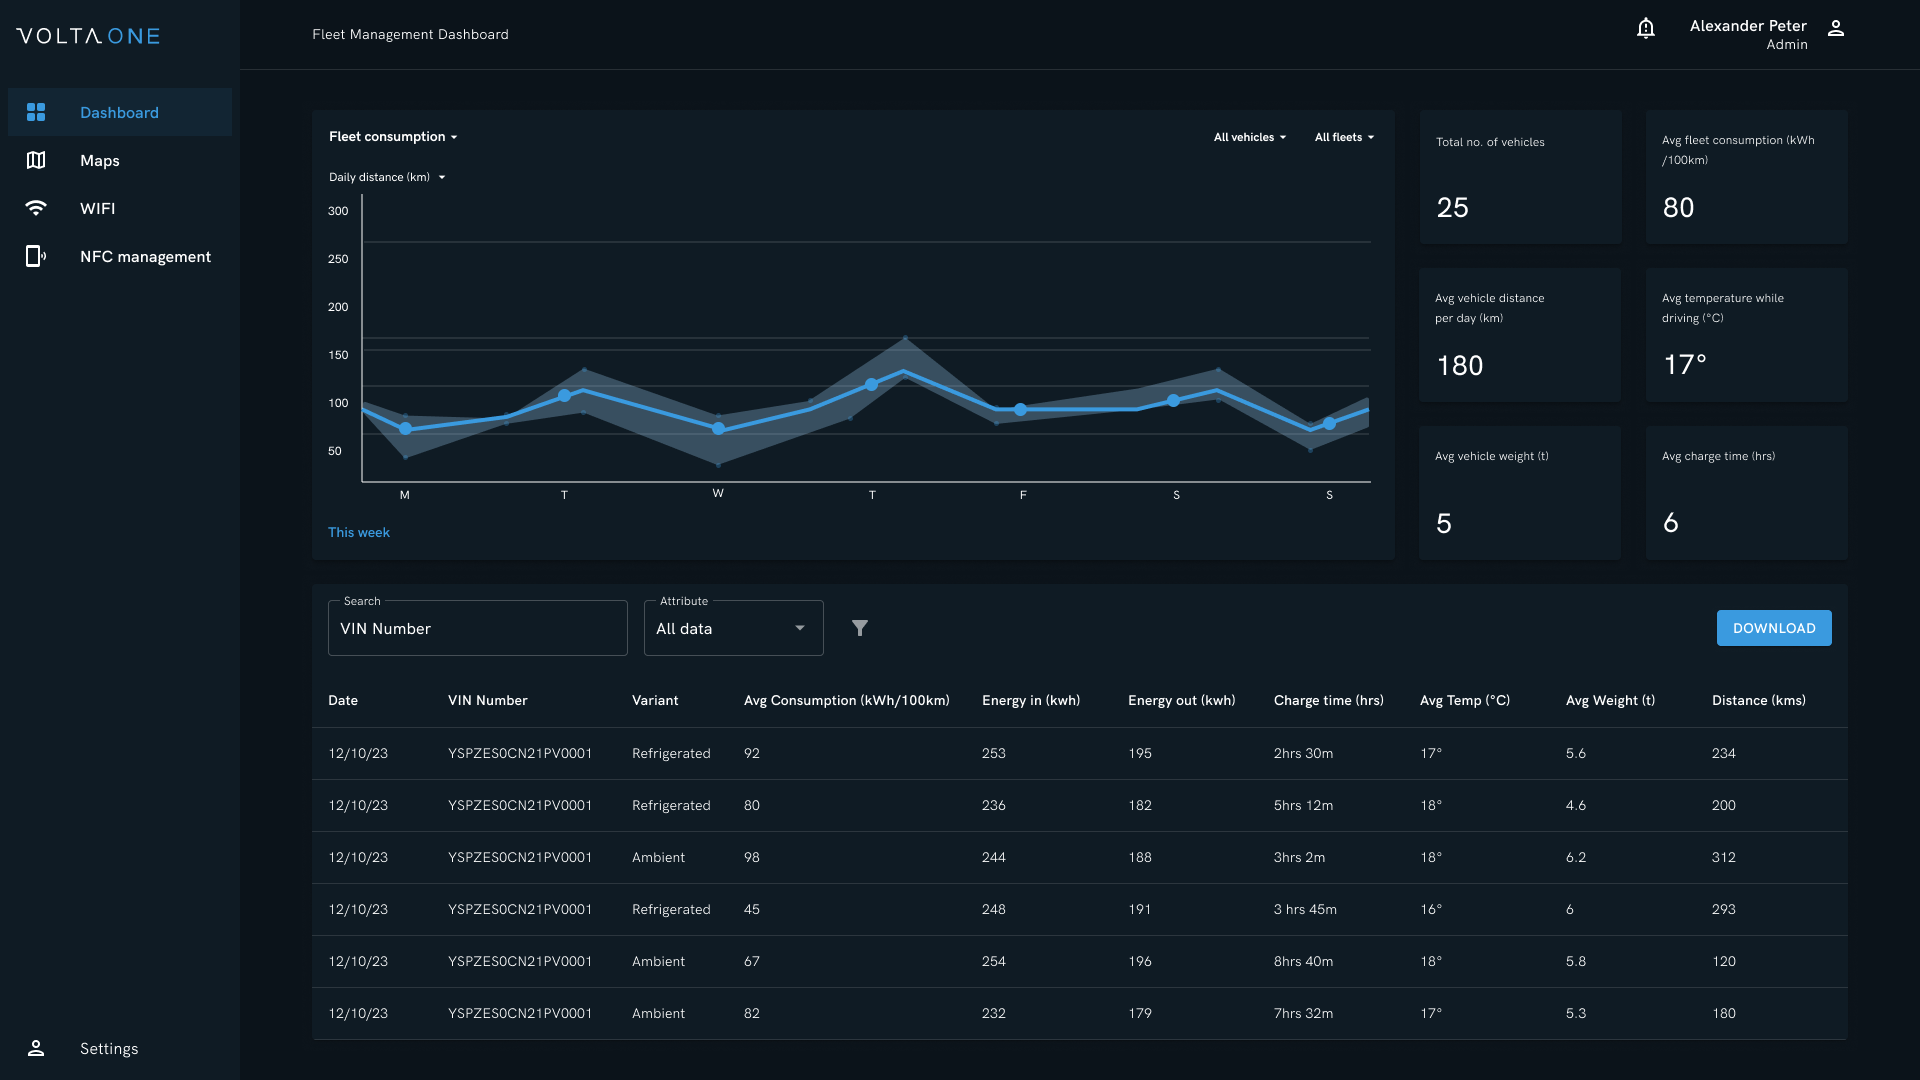 VOLTA ONE
Fleet Management Dashboard
Alexander Peter
Admin
Dashboard
Maps
WIFI
NFC management
Settings
Fleet consumption
All vehicles
All fleets
Daily distance (km)
300
250
200
150
100
50
M T W T F S S
This week
Total no. of vehicles
25
Avg fleet consumption (kWh
/100km)
80
Avg vehicle distance
per day (km)
180
Avg temperature while
driving (°C)
17°
Avg vehicle weight (t)
5
Avg charge time (hrs)
6
Search
VIN Number
Attribute
All data
DOWNLOAD
Date VIN Number Variant Avg Consumption (kWh/100km) Energy in (kwh) Energy out (kwh) Charge time (hrs) Avg Temp (°C) Avg Weight (t) Distance (kms)
12/10/23 YSPZES0CN21PV0001 Refrigerated 92 253 195 2hrs 30m 17° 5.6 234
12/10/23 YSPZES0CN21PV0001 Refrigerated 80 236 182 5hrs 12m 18° 4.6 200
12/10/23 YSPZES0CN21PV0001 Ambient 98 244 188 3hrs 2m 18° 6.2 312
12/10/23 YSPZES0CN21PV0001 Refrigerated 45 248 191 3 hrs 45m 16° 6 293
12/10/23 YSPZES0CN21PV0001 Ambient 67 254 196 8hrs 40m 18° 5.8 120
12/10/23 YSPZES0CN21PV0001 Ambient 82 232 179 7hrs 32m 17° 5.3 180